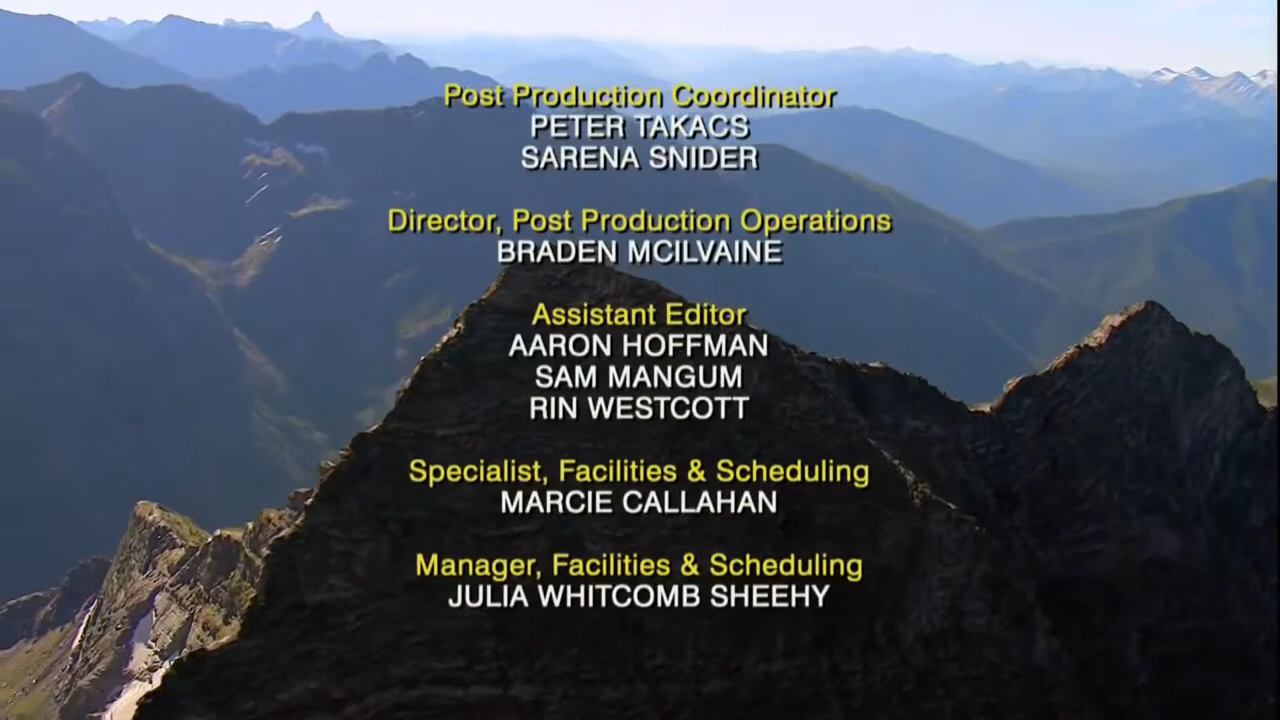 Post Production Coordinator
PETER TAKACS
SARENA SNIDER
Director, Post Production Operations
BRADEN MCILVAINE
Assistant Editor
AARON HOFFMAN
SAM MANGUM
RIN WESTCOTT
Specialist, Facilities & Scheduling
MARCIE CALLAHAN
Manager, Facilities & Scheduling
JULIA WHITCOMB SHEEHY